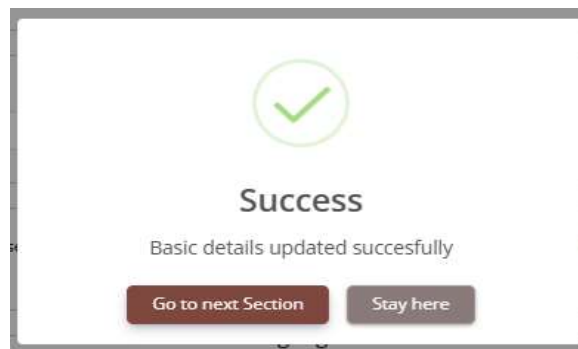 Success
Basic details updated succesfully
Go to next Section
Stay here